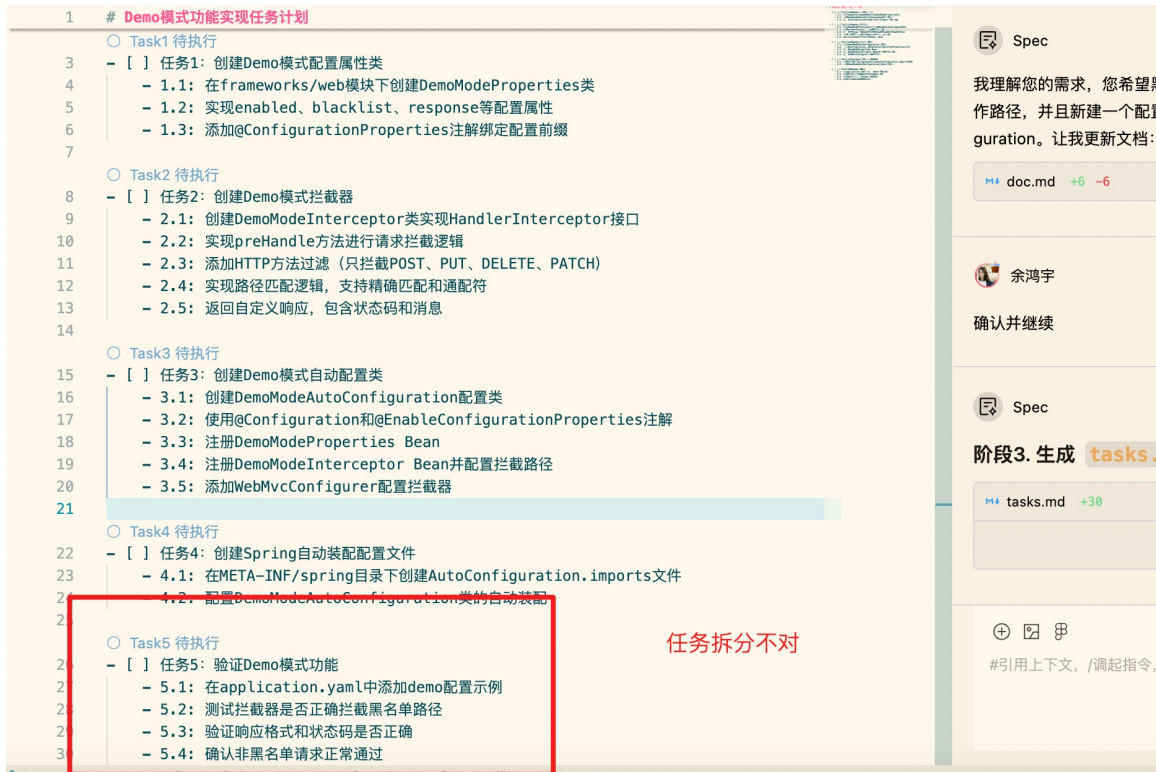 1 # Demo模式功能实现任务计划
Task1 待执行
3 - [ ] 任务1: 创建Demo模式配置属性类
4 - 1.1: 在frameworks/web模块下创建DemoModeProperties类
5 - 1.2: 实现enabled、blacklist、response等配置属性
6 - 1.3: 添加@ConfigurationProperties注解绑定配置前缀
7
Task2 待执行
8 - [ ] 任务2: 创建Demo模式拦截器
9 - 2.1: 创建DemoModeInterceptor类实现HandlerInterceptor接口
10 - 2.2: 实现preHandle方法进行请求拦截逻辑
11 - 2.3: 添加HTTP方法过滤（只拦截POST、PUT、DELETE、PATCH）
12 - 2.4: 实现路径匹配逻辑，支持精确匹配和通配符
13 - 2.5: 返回自定义响应，包含状态码和消息
14
Task3 待执行
15 - [ ] 任务3: 创建Demo模式自动配置类
16 - 3.1: 创建DemoModeAutoConfiguration配置类
17 - 3.2: 使用@Configuration和@EnableConfigurationProperties注解
18 - 3.3: 注册DemoModeProperties Bean
19 - 3.4: 注册DemoModeInterceptor Bean并配置拦截路径
20 - 3.5: 添加WebMvcConfigurer配置拦截器
21
Task4 待执行
22 - [ ] 任务4: 创建Spring自动装配配置文件
23 - 4.1: 在META-INF/spring目录下创建AutoConfiguration.imports文件
24 - 4.2: 配置DemoModeAutoConfiguration类的自动装配
Task5 待执行
- [ ] 任务5: 验证Demo模式功能
- 5.1: 在application.yaml中添加demo配置示例
- 5.2: 测试拦截器是否正确拦截黑名单路径
- 5.3: 验证响应格式和状态码是否正确
- 5.4: 确认非黑名单请求正常通过
任务拆分不对
Spec
我理解您的需求，您希望
作路径，并且新建一个配
guration。让我更新文档:
M↓ doc.md +6 -6
余鸿宇
确认并继续
Spec
阶段3. 生成 tasks.
M↓ tasks.md +30
#引用上下文，/调起指令，